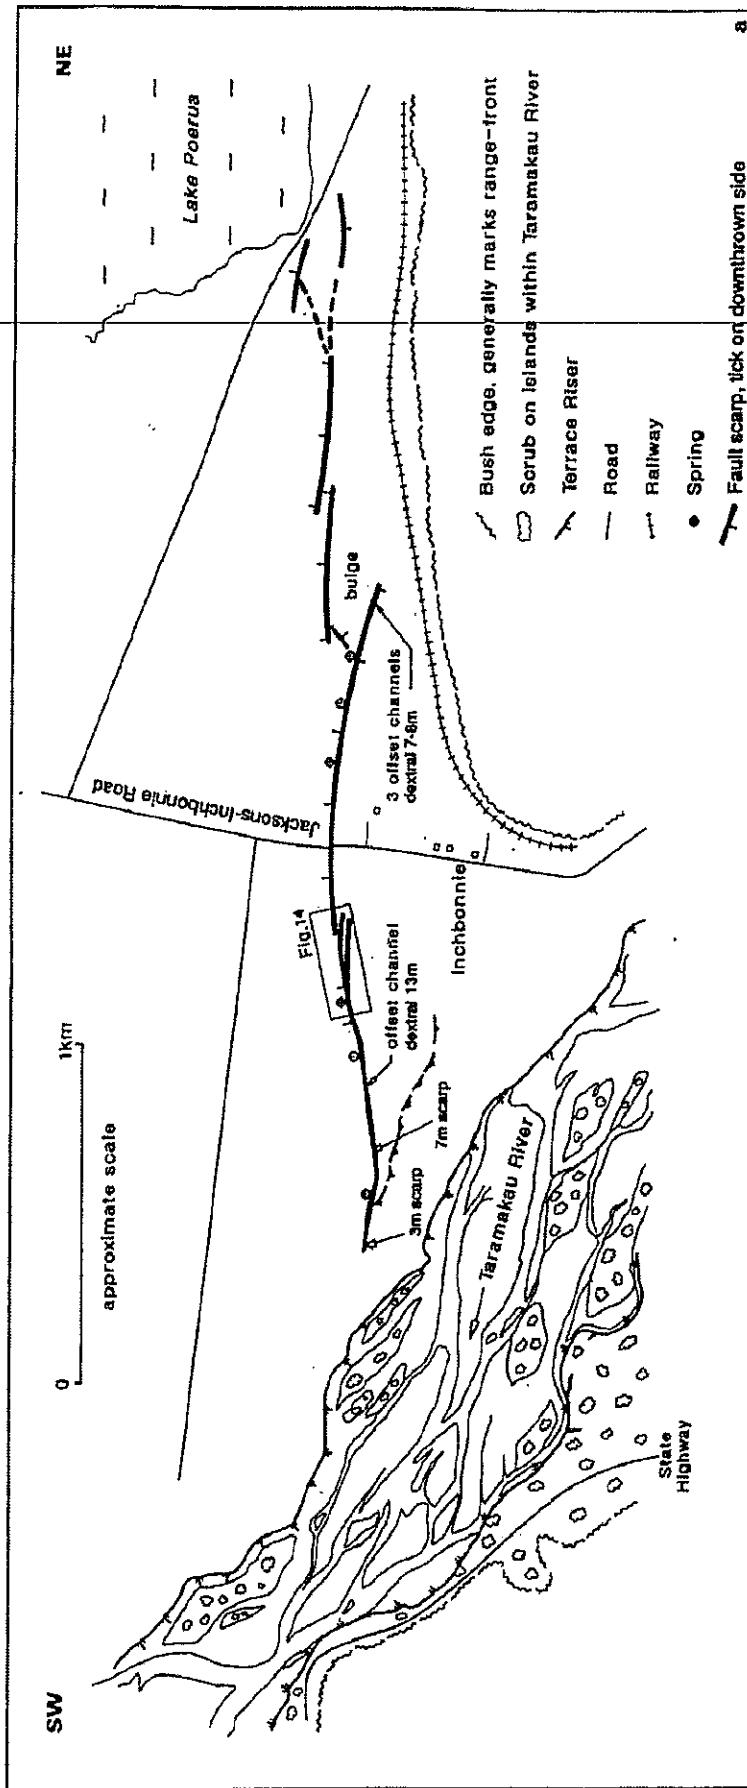 SW
NE
0
1km
approximate scale
Lake Poerua
Jacksons-Inchbonnie Road
Fig.14
bulge
3 offset channels
dextral 7-8m
offset channel
dextral 13m
Inchbonnie
7m scarp
3m scarp
Taramakau River
State
Highway
Bush edge, generally marks range-front
Scrub on islands within Taramakau River
Terrace Riser
Road
Railway
Spring
Fault scarp, tick on downthrown side
a